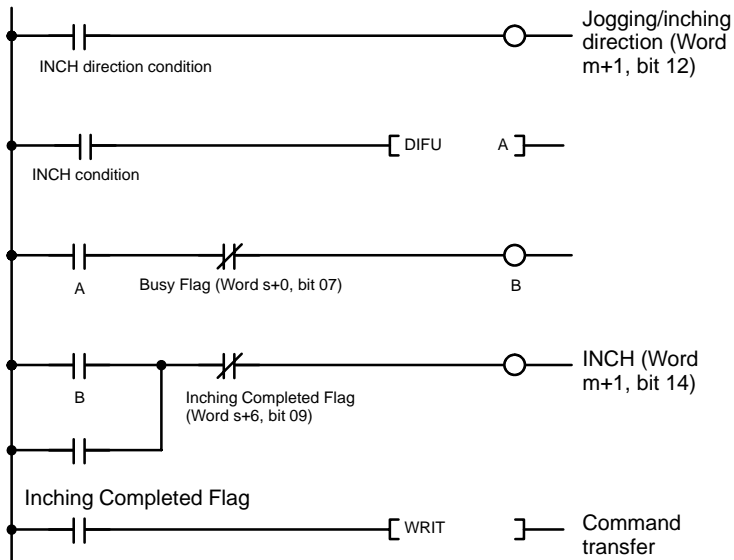 Jogging/inching
direction (Word
m+1, bit 12)
INCH direction condition
DIFU A
INCH condition
A
Busy Flag (Word s+0, bit 07)
B
INCH (Word
m+1, bit 14)
B
Inching Completed Flag
(Word s+6, bit 09)
Inching Completed Flag
WRIT
Command
transfer